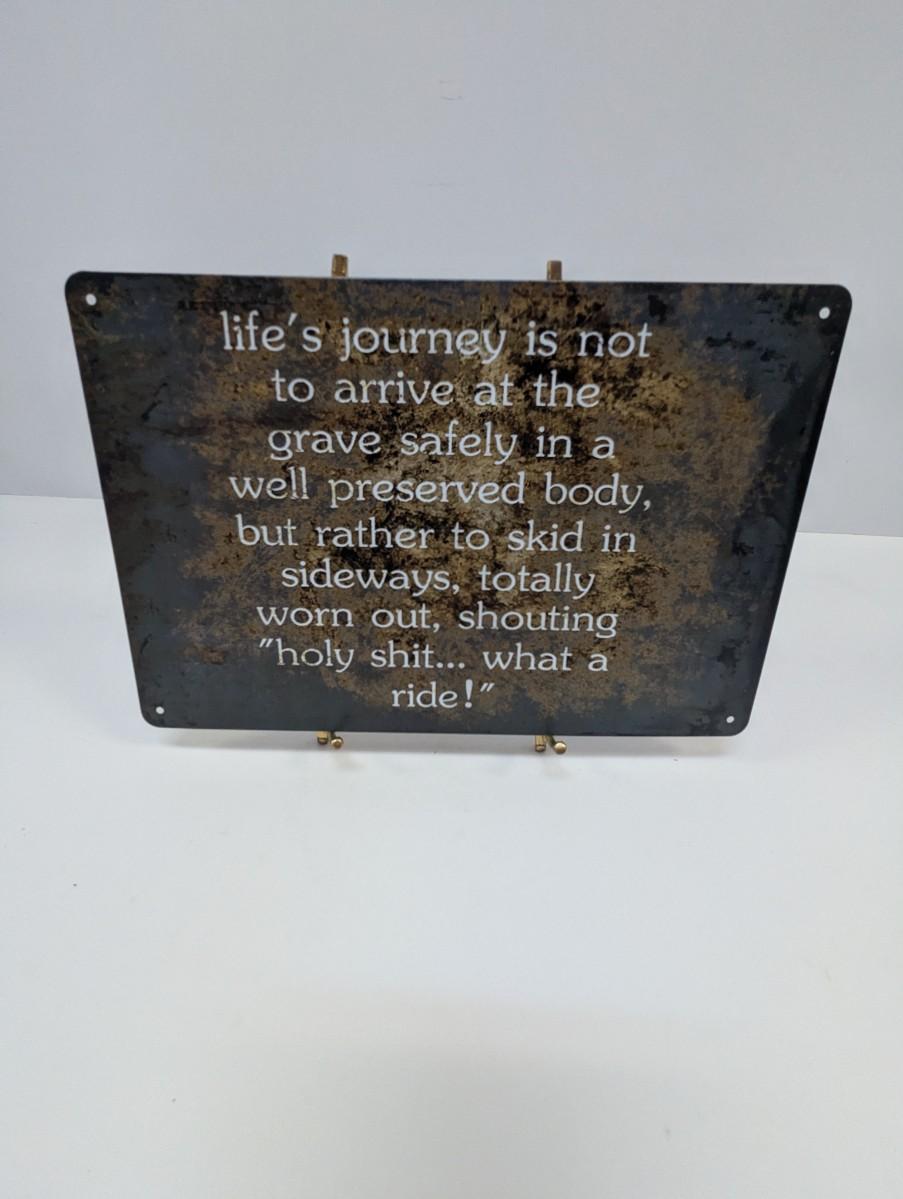 life's journey is not
to arrive at the
grave safely in a
well preserved body,
but rather to skid in
sideways, totally
worn out, shouting
"holy shit... what a
ride!"